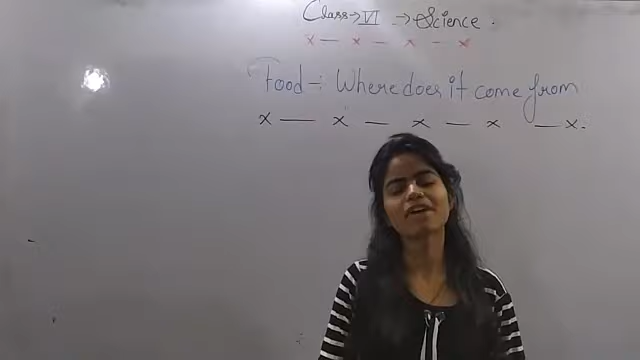 Class→VI → Science.
x — x — x — x
Food -: Where does it come from
x — x — x — x — x.